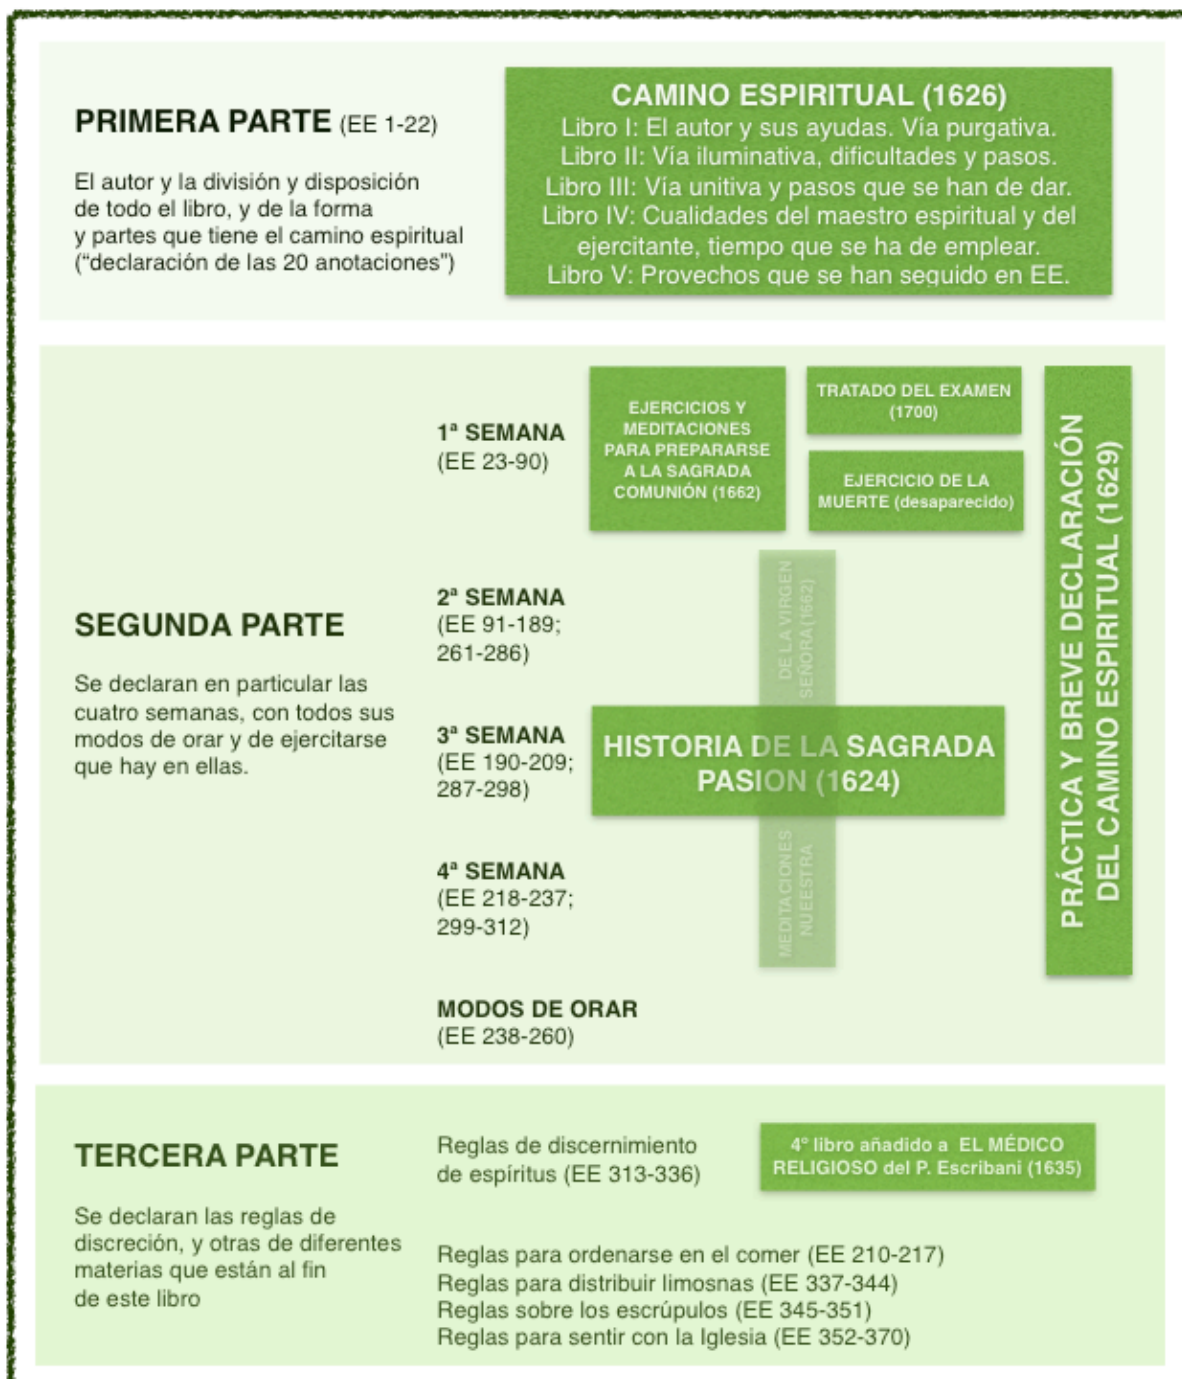 PRIMERA PARTE (EE 1-22)
El autor y la división y disposición
de todo el libro, y de la forma
y partes que tiene el camino espiritual
(“declaración de las 20 anotaciones”)
CAMINO ESPIRITUAL (1626)
Libro I: El autor y sus ayudas. Vía purgativa.
Libro II: Vía iluminativa, dificultades y pasos.
Libro III: Vía unitiva y pasos que se han de dar.
Libro IV: Cualidades del maestro espiritual y del
ejercitante, tiempo que se ha de emplear.
Libro V: Provechos que se han seguido en EE.
SEGUNDA PARTE
Se declaran en particular las
cuatro semanas, con todos sus
modos de orar y de ejercitarse
que hay en ellas.
1ª SEMANA
(EE 23-90)
2ª SEMANA
(EE 91-189;
261-286)
3ª SEMANA
(EE 190-209;
287-298)
4ª SEMANA
(EE 218-237;
299-312)
MODOS DE ORAR
(EE 238-260)
EJERCICIOS Y
MEDITACIONES
PARA PREPARARSE
A LA SAGRADA
COMUNIÓN (1662)
TRATADO DEL EXAMEN
(1700)
EJERCICIO DE LA
MUERTE (desaparecido)
MEDITACIONES DE LA VIRGEN
NUEESTRA SEÑORA(1662)
HISTORIA DE LA SAGRADA
PASION (1624)
PRÁCTICA Y BREVE DECLARACIÓN
DEL CAMINO ESPIRITUAL (1629)
TERCERA PARTE
Se declaran las reglas de
discreción, y otras de diferentes
materias que están al fin
de este libro
Reglas de discernimiento
de espíritus (EE 313-336)
4º libro añadido a EL MÉDICO
RELIGIOSO del P. Escribani (1635)
Reglas para ordenarse en el comer (EE 210-217)
Reglas para distribuir limosnas (EE 337-344)
Reglas sobre los escrúpulos (EE 345-351)
Reglas para sentir con la Iglesia (EE 352-370)